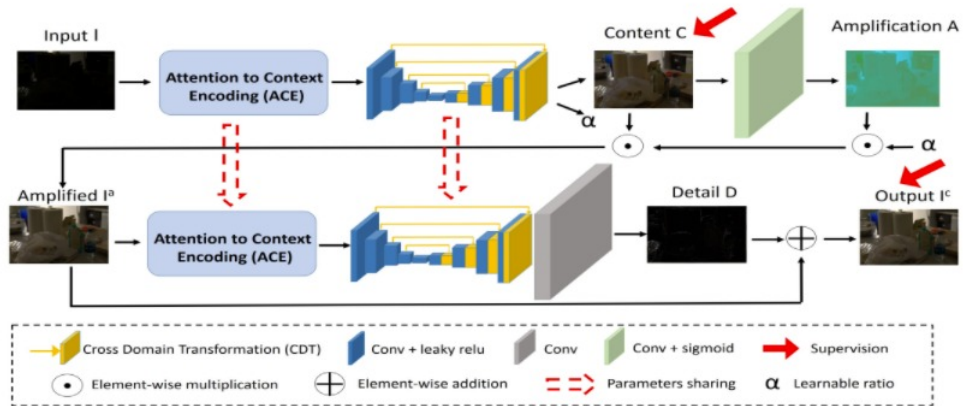 Input I
Content C
Amplification A
Attention to Context
Encoding (ACE)
α
α
Amplified Iᵃ
Detail D
Output Iᶜ
Attention to Context
Encoding (ACE)
Cross Domain Transformation (CDT)
Conv + leaky relu
Conv
Conv + sigmoid
Supervision
Element-wise multiplication
Element-wise addition
Parameters sharing
α Learnable ratio